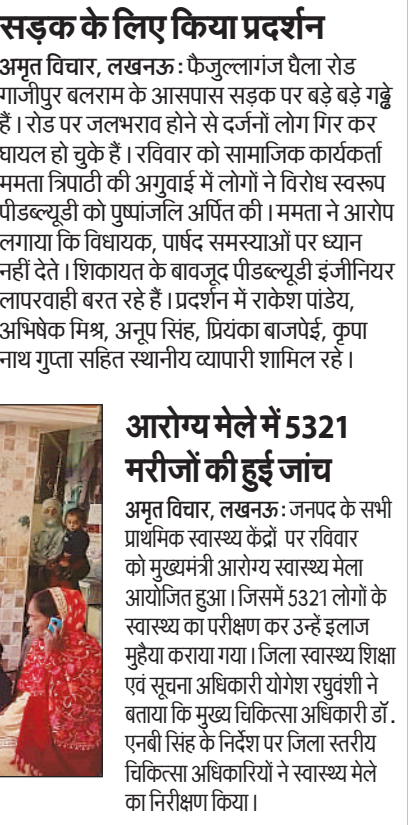 सड़क के लिए किया प्रदर्शन
अमृत विचार, लखनऊ : फैजुल्लागंज घैला रोड
गाजीपुर बलराम के आसपास सड़क पर बड़े बड़े गड्ढे
हैं । रोड पर जलभराव होने से दर्जनों लोग गिर कर
घायल हो चुके हैं । रविवार को सामाजिक कार्यकर्ता
ममता त्रिपाठी की अगुवाई में लोगों ने विरोध स्वरूप
पीडब्ल्यूडी को पुष्पांजलि अर्पित की । ममता ने आरोप
लगाया कि विधायक, पार्षद समस्याओं पर ध्यान
नहीं देते । शिकायत के बावजूद पीडब्ल्यूडी इंजीनियर
लापरवाही बरत रहे हैं । प्रदर्शन में राकेश पांडेय,
अभिषेक मिश्र, अनूप सिंह, प्रियंका बाजपेई, कृपा
नाथ गुप्ता सहित स्थानीय व्यापारी शामिल रहे ।
आरोग्य मेले में 5321
मरीजों की हुई जांच
अमृत विचार, लखनऊ : जनपद के सभी
प्राथमिक स्वास्थ्य केंद्रों पर रविवार
को मुख्यमंत्री आरोग्य स्वास्थ्य मेला
आयोजित हुआ । जिसमें 5321 लोगों के
स्वास्थ्य का परीक्षण कर उन्हें इलाज
मुहैया कराया गया । जिला स्वास्थ्य शिक्षा
एवं सूचना अधिकारी योगेश रघुवंशी ने
बताया कि मुख्य चिकित्सा अधिकारी डॉ.
एनबी सिंह के निर्देश पर जिला स्तरीय
चिकित्सा अधिकारियों ने स्वास्थ्य मेले
का निरीक्षण किया ।